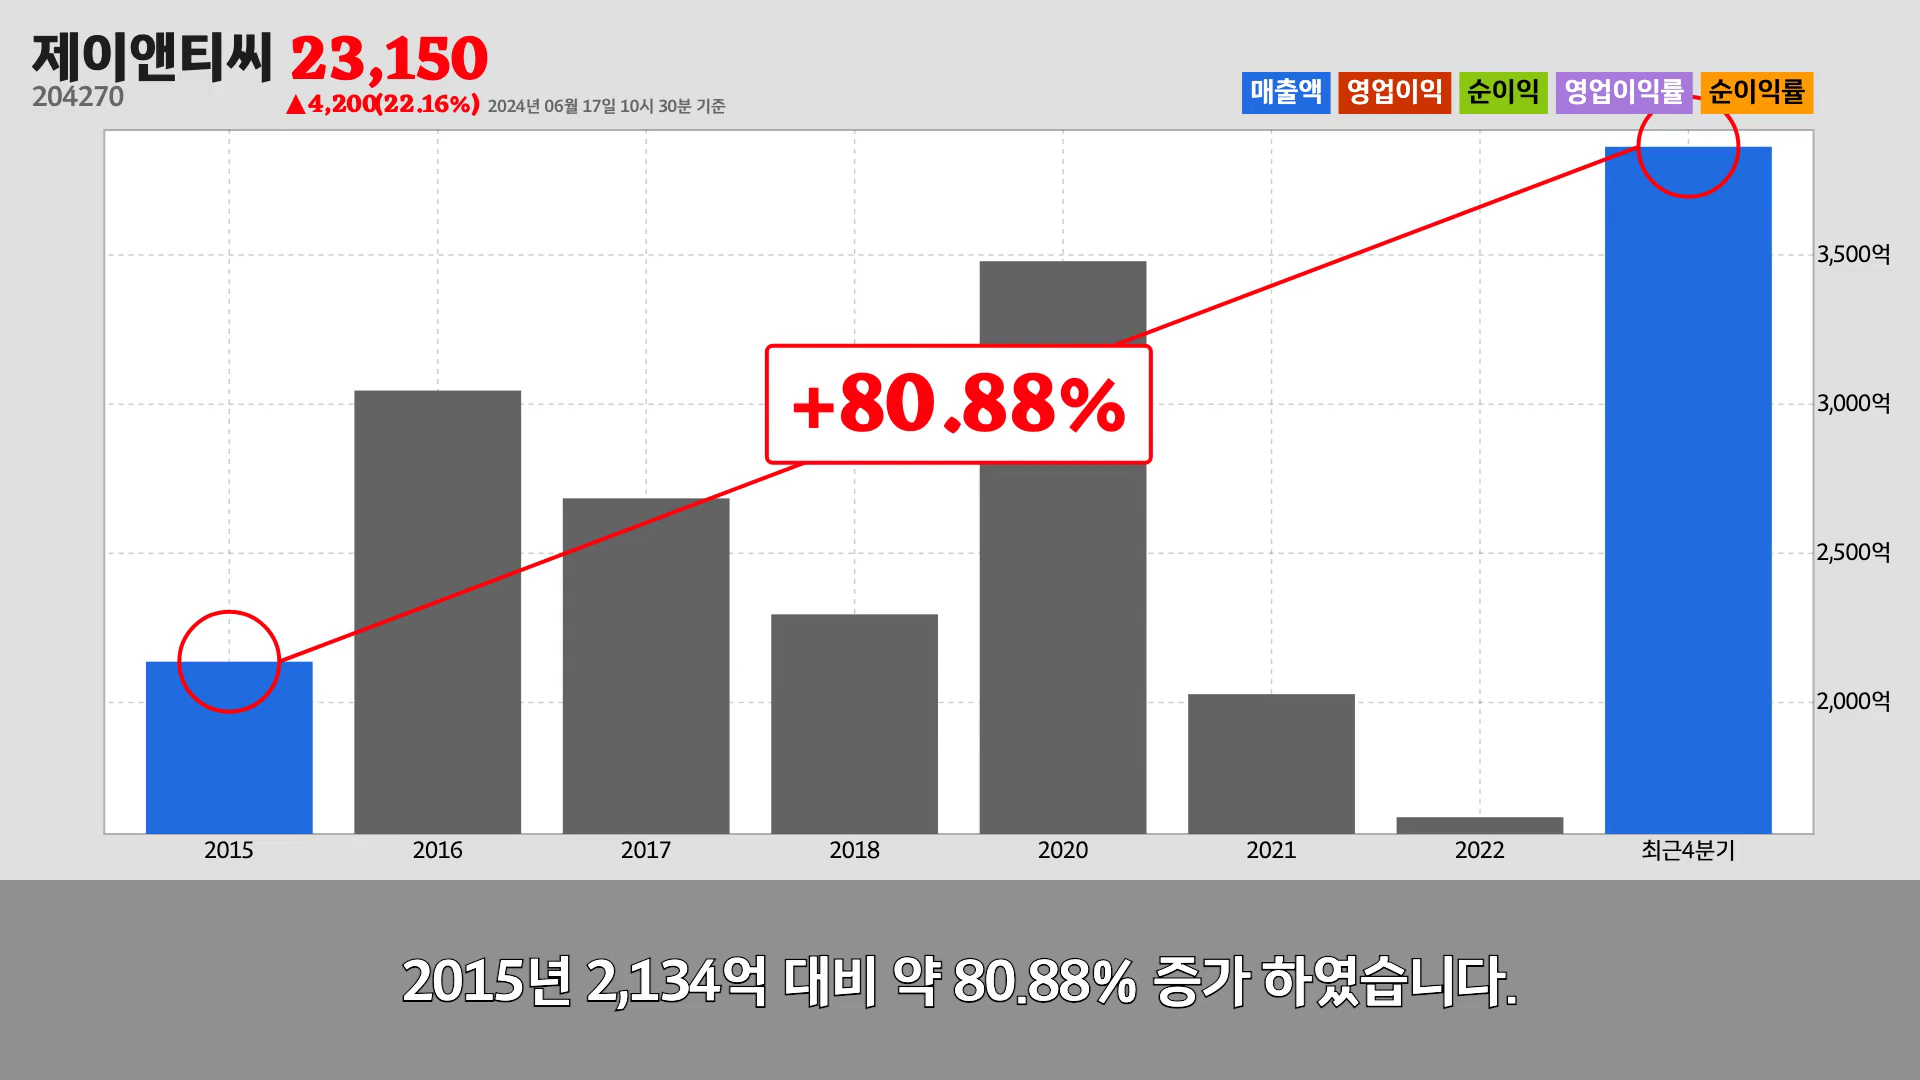 제이앤티씨 23,150
204270
▲4,200(22.16%) 2024년 06월 17일 10시 30분 기준
매출액 영업이익 순이익 영업이익률 순이익률
3,500억
3,000억
2,500억
2,000억
+80.88%
2015 2016 2017 2018 2020 2021 2022 최근4분기
2015년 2,134억 대비 약 80.88% 증가 하였습니다.